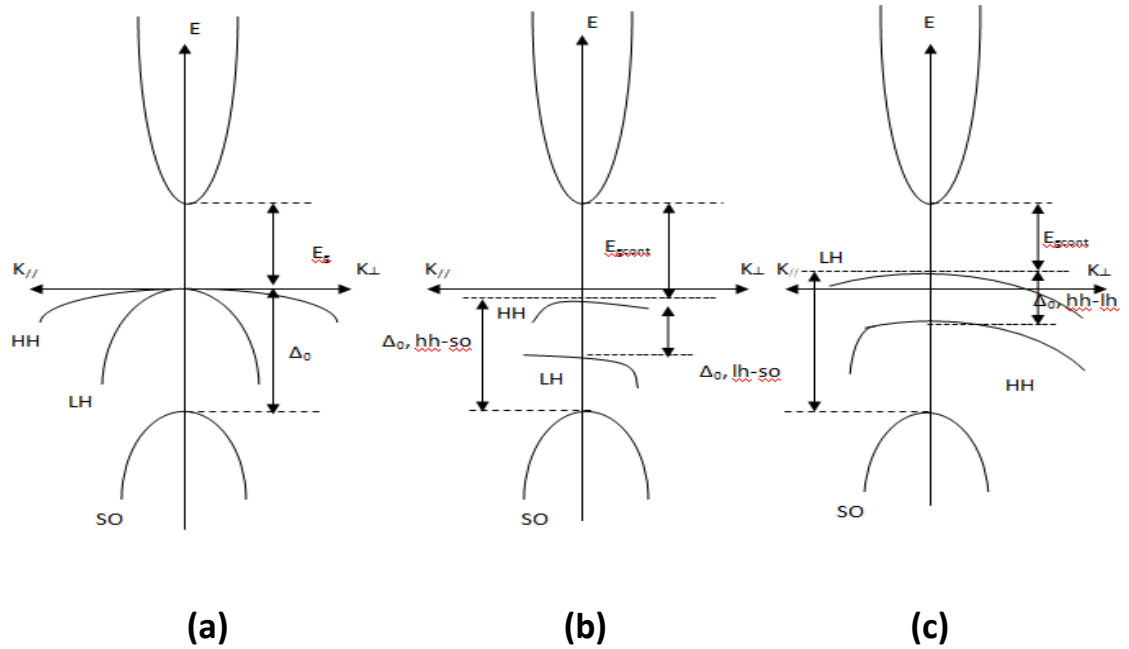 E
E
E
Eg
Egcont
Egcont
K//
K⊥
K//
K⊥
K//
LH
K⊥
HH
Δ0
Δ0, hh-so
HH
Δ0, hh-lh
LH
LH
Δ0, lh-so
HH
SO
SO
SO
(a)
(b)
(c)